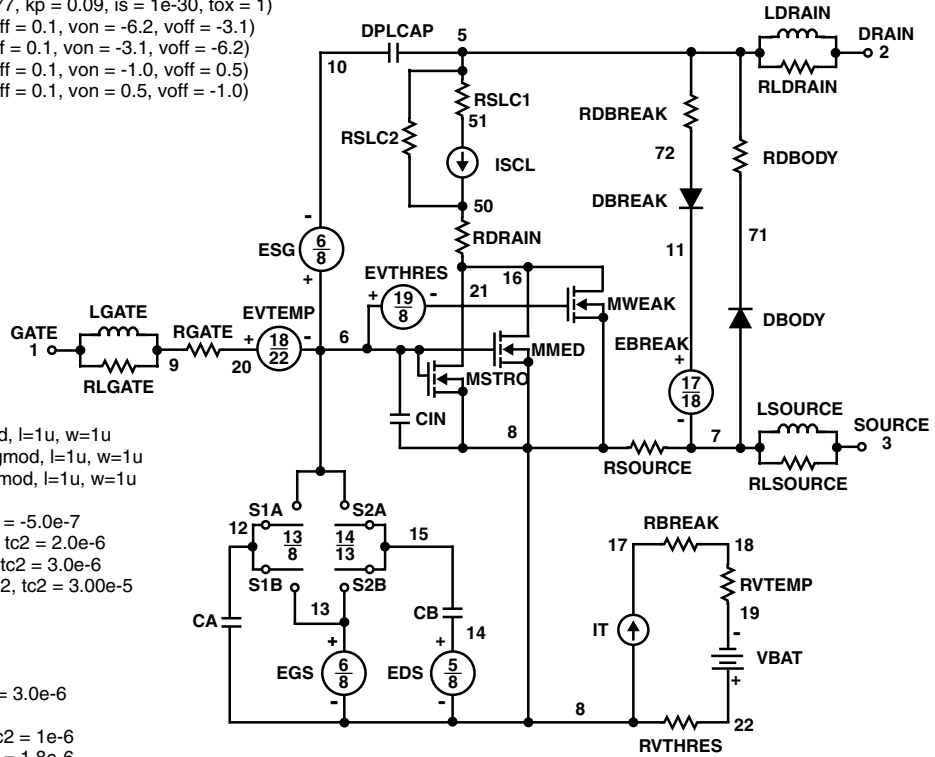 77, kp = 0.09, is = 1e-30, tox = 1)
off = 0.1, von = -6.2, voff = -3.1)
f = 0.1, von = -3.1, voff = -6.2)
ff = 0.1, von = -1.0, voff = 0.5)
ff = 0.1, von = 0.5, voff = -1.0)
LDRAIN
DPLCAP
5
DRAIN
2
10
RLDRAIN
RSLC1
51
RDBREAK
RSLC2
72
RDBODY
ISCL
DBREAK
50
RDRAIN
71
11
ESG
6
8
-
+
EVTHRES
16
21
+
19
8
-
MWEAK
LGATE
EVTEMP
GATE
1
RGATE
+
18
22
-
6
EBREAK
DBODY
MMED
9
20
+
RLGATE
MSTRO
17
18
-
LSOURCE
CIN
8
7
SOURCE
3
d, l=1u, w=1u
gmod, l=1u, w=1u
mod, l=1u, w=1u
RSOURCE
RLSOURCE
= -5.0e-7
tc2 = 2.0e-6
tc2 = 3.0e-6
2, tc2 = 3.00e-5
S1A
S2A
12
13
8
14
13
15
RBREAK
17
18
S1B
S2B
RVTEMP
13
CB
19
CA
14
IT
-
VBAT
+
+
EGS
6
8
-
+
EDS
5
8
-
= 3.0e-6
8
22
c2 = 1e-6
RVTHRES
= 1.8e-6